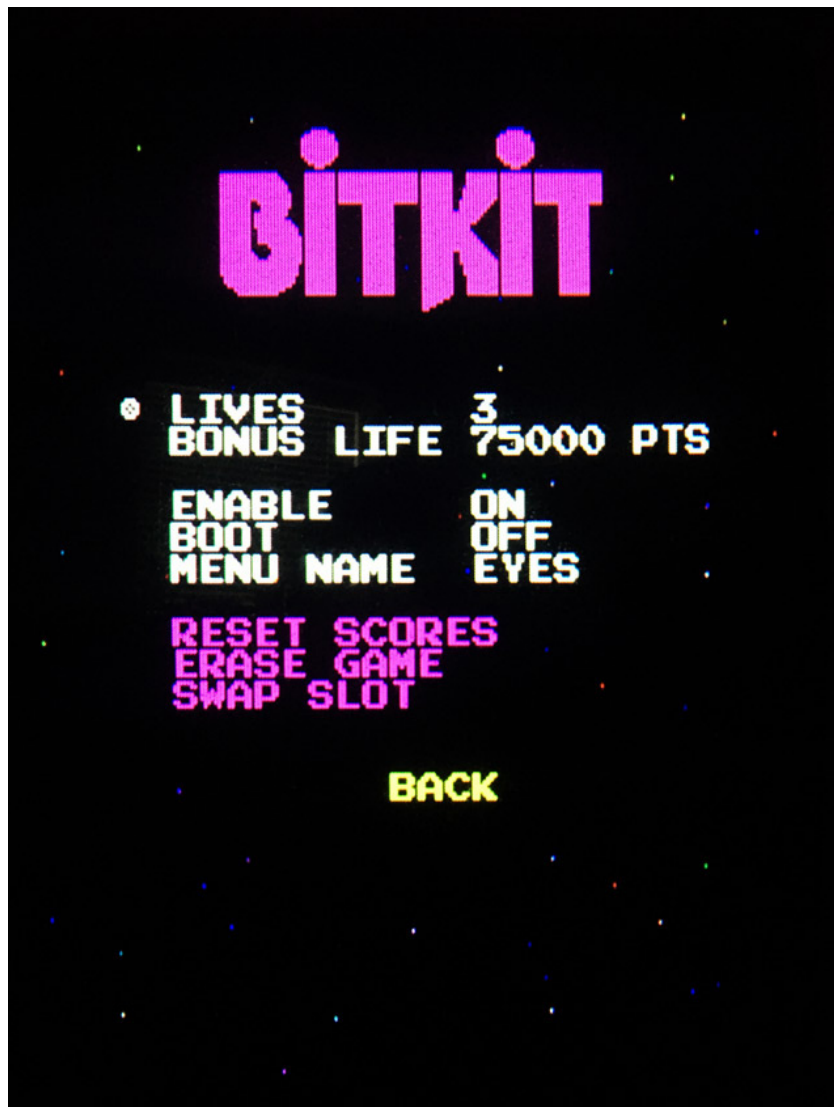 BiTKiT
LIVES 3
BONUS LIFE 75000 PTS
ENABLE ON
BOOT OFF
MENU NAME EYES
RESET SCORES
ERASE GAME
SWAP SLOT
BACK